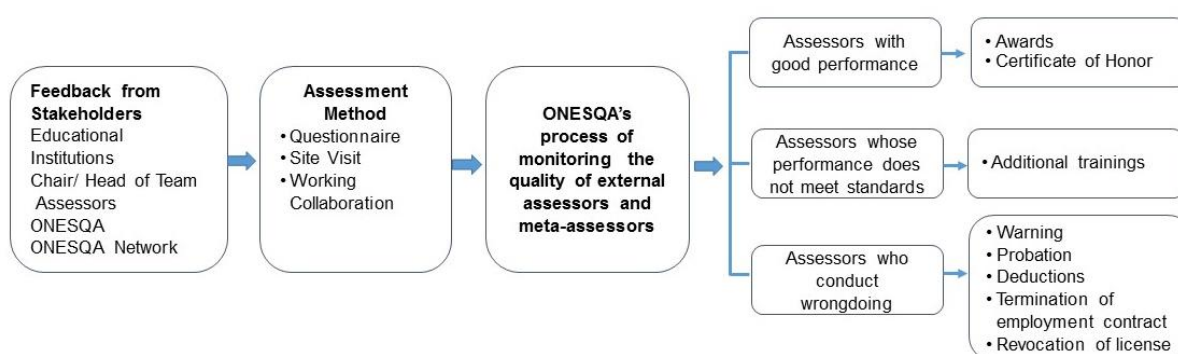 Feedback from
Stakeholders
Educational
Institutions
Chair/ Head of Team
Assessors
ONESQA
ONESQA Network
Assessment
Method
• Questionnaire
• Site Visit
• Working
Collaboration
ONESQA's
process of
monitoring the
quality of external
assessors and
meta-assessors
Assessors with
good performance
• Awards
• Certificate of Honor
Assessors whose
performance does
not meet standards
• Additional trainings
Assessors who
conduct
wrongdoing
• Warning
• Probation
• Deductions
• Termination of
employment contract
• Revocation of license